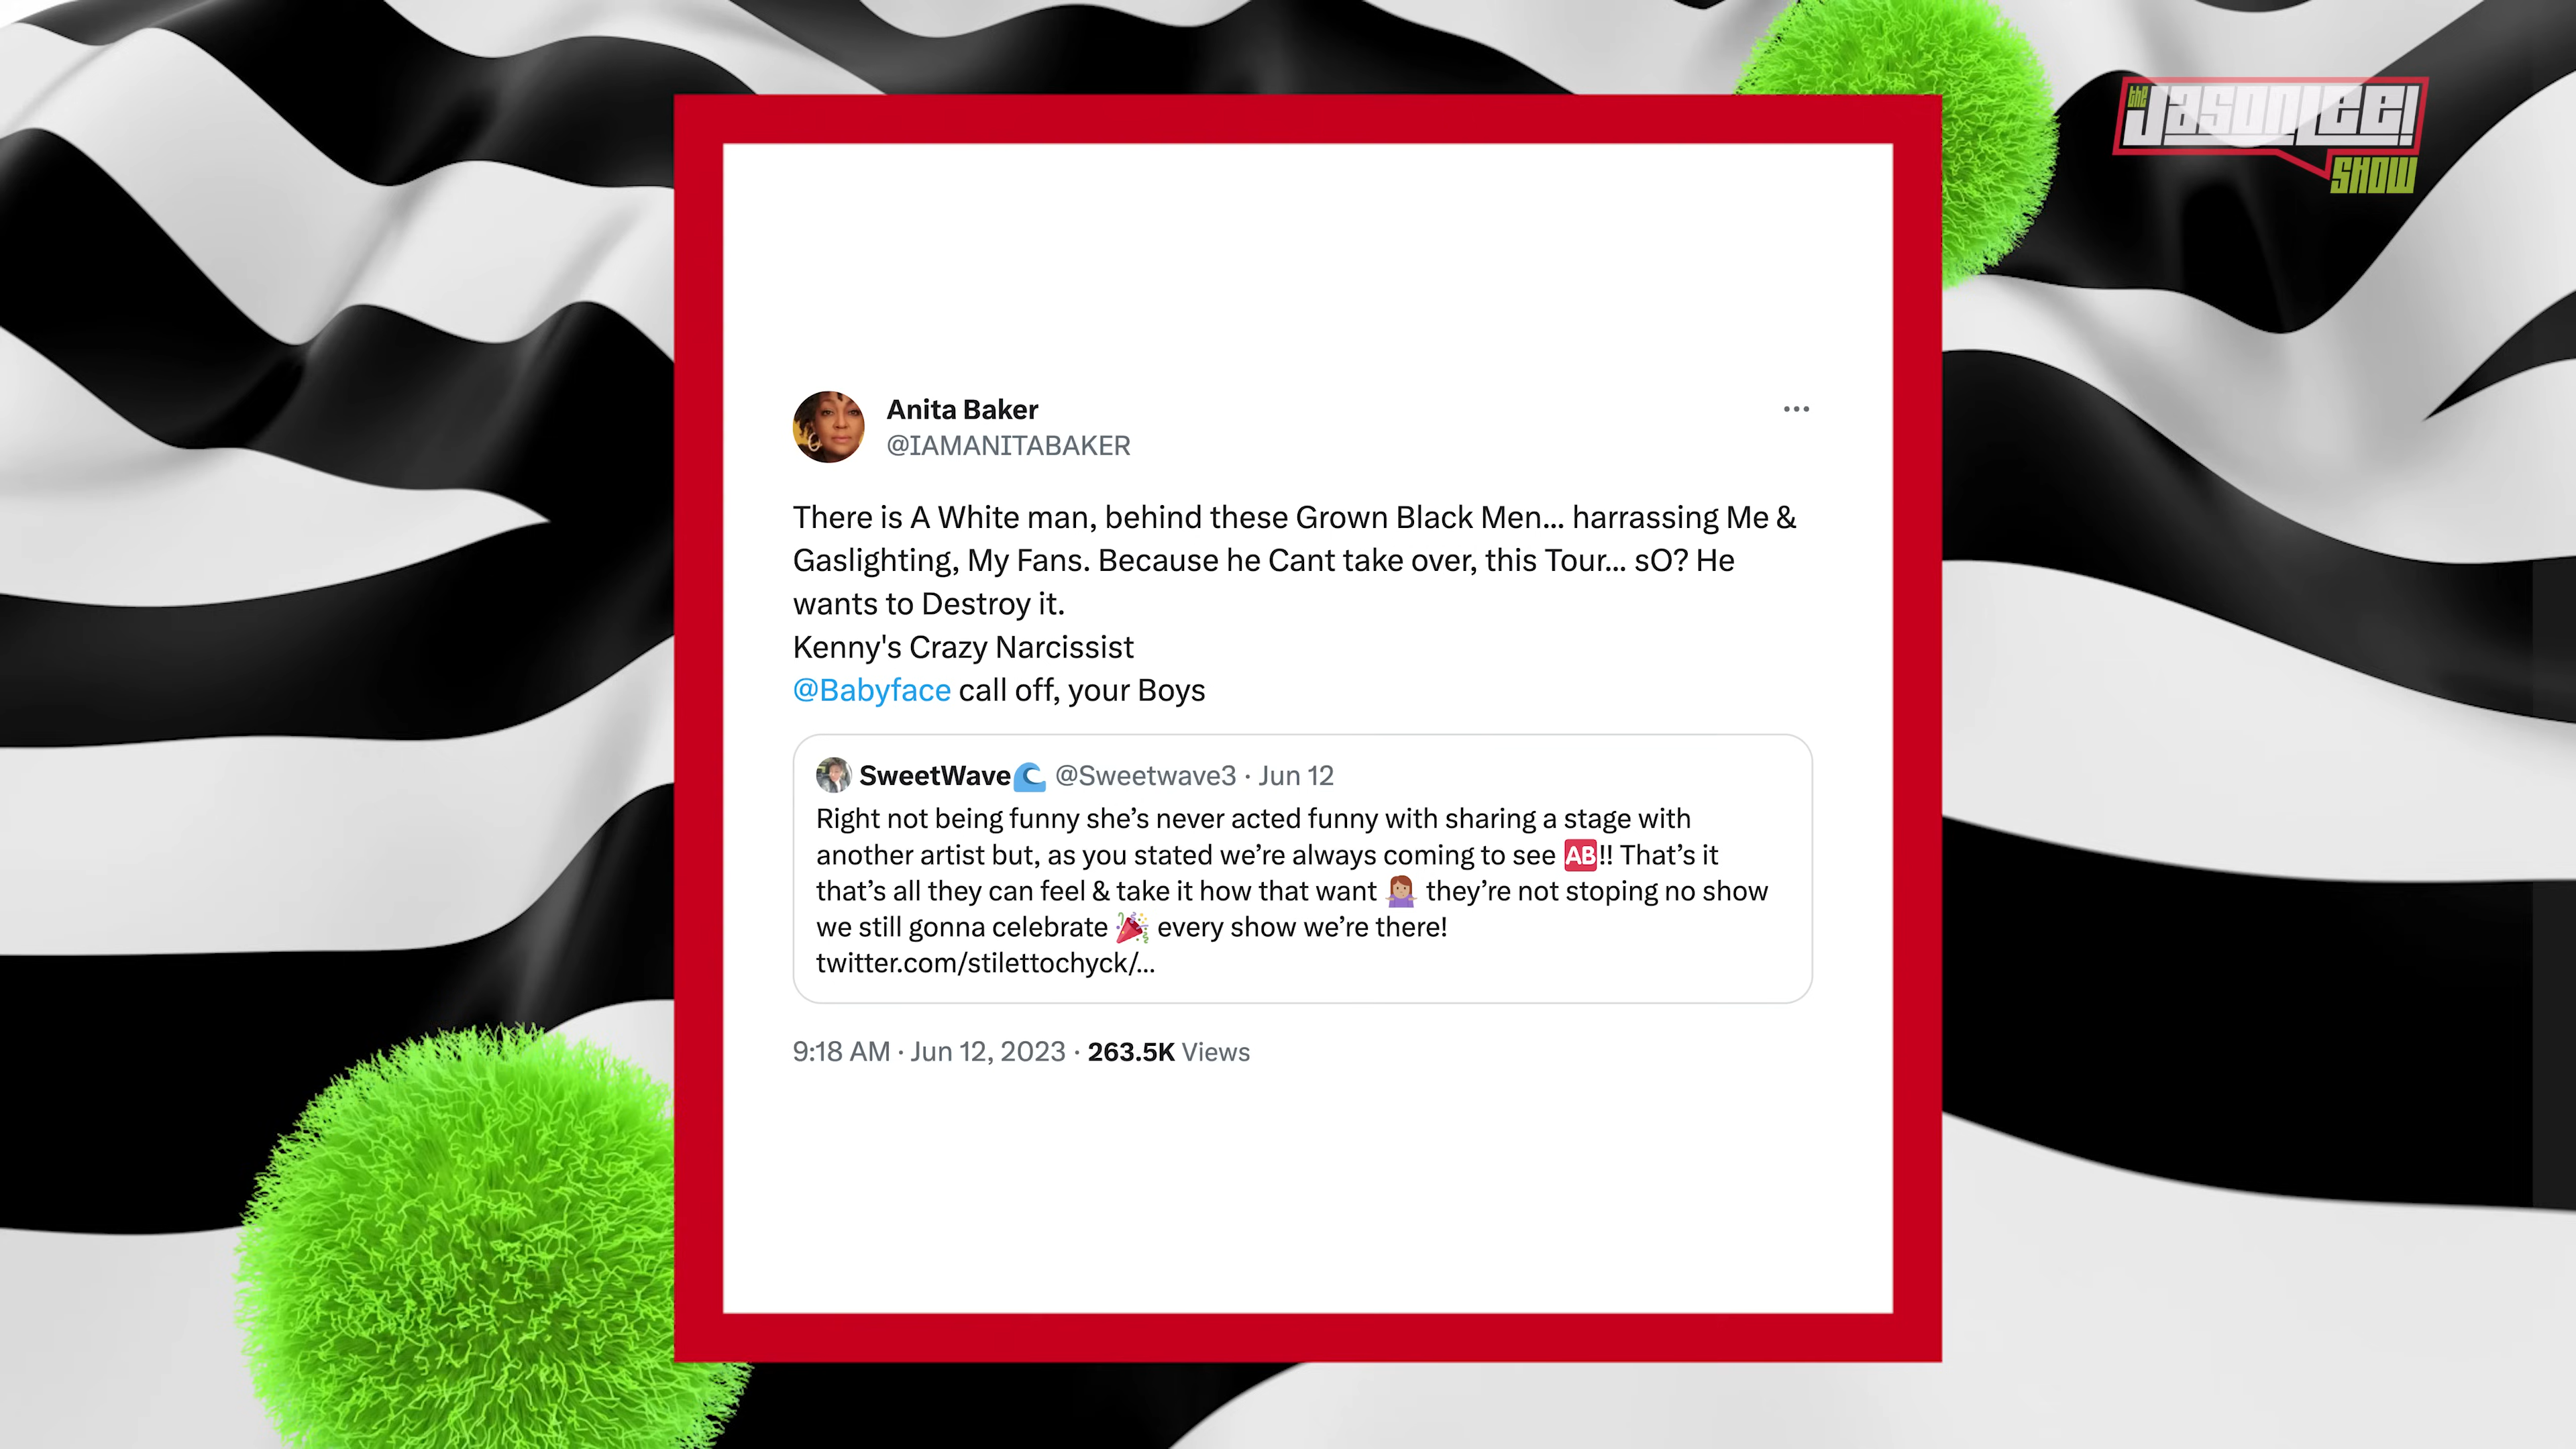 the
Jason Lee!
SHOW
Anita Baker
@IAMANITABAKER
There is A White man, behind these Grown Black Men... harrassing Me &
Gaslighting, My Fans. Because he Cant take over, this Tour... sO? He
wants to Destroy it.
Kenny's Crazy Narcissist
@Babyface call off, your Boys
SweetWave🌊 @Sweetwave3 · Jun 12
Right not being funny she’s never acted funny with sharing a stage with
another artist but, as you stated we’re always coming to see 🆎!! That’s it
that’s all they can feel & take it how that want 🤷🏼‍♀️ they’re not stoping no show
we still gonna celebrate 🎉 every show we’re there!
twitter.com/stilettochyck/...
9:18 AM · Jun 12, 2023 · 263.5K Views